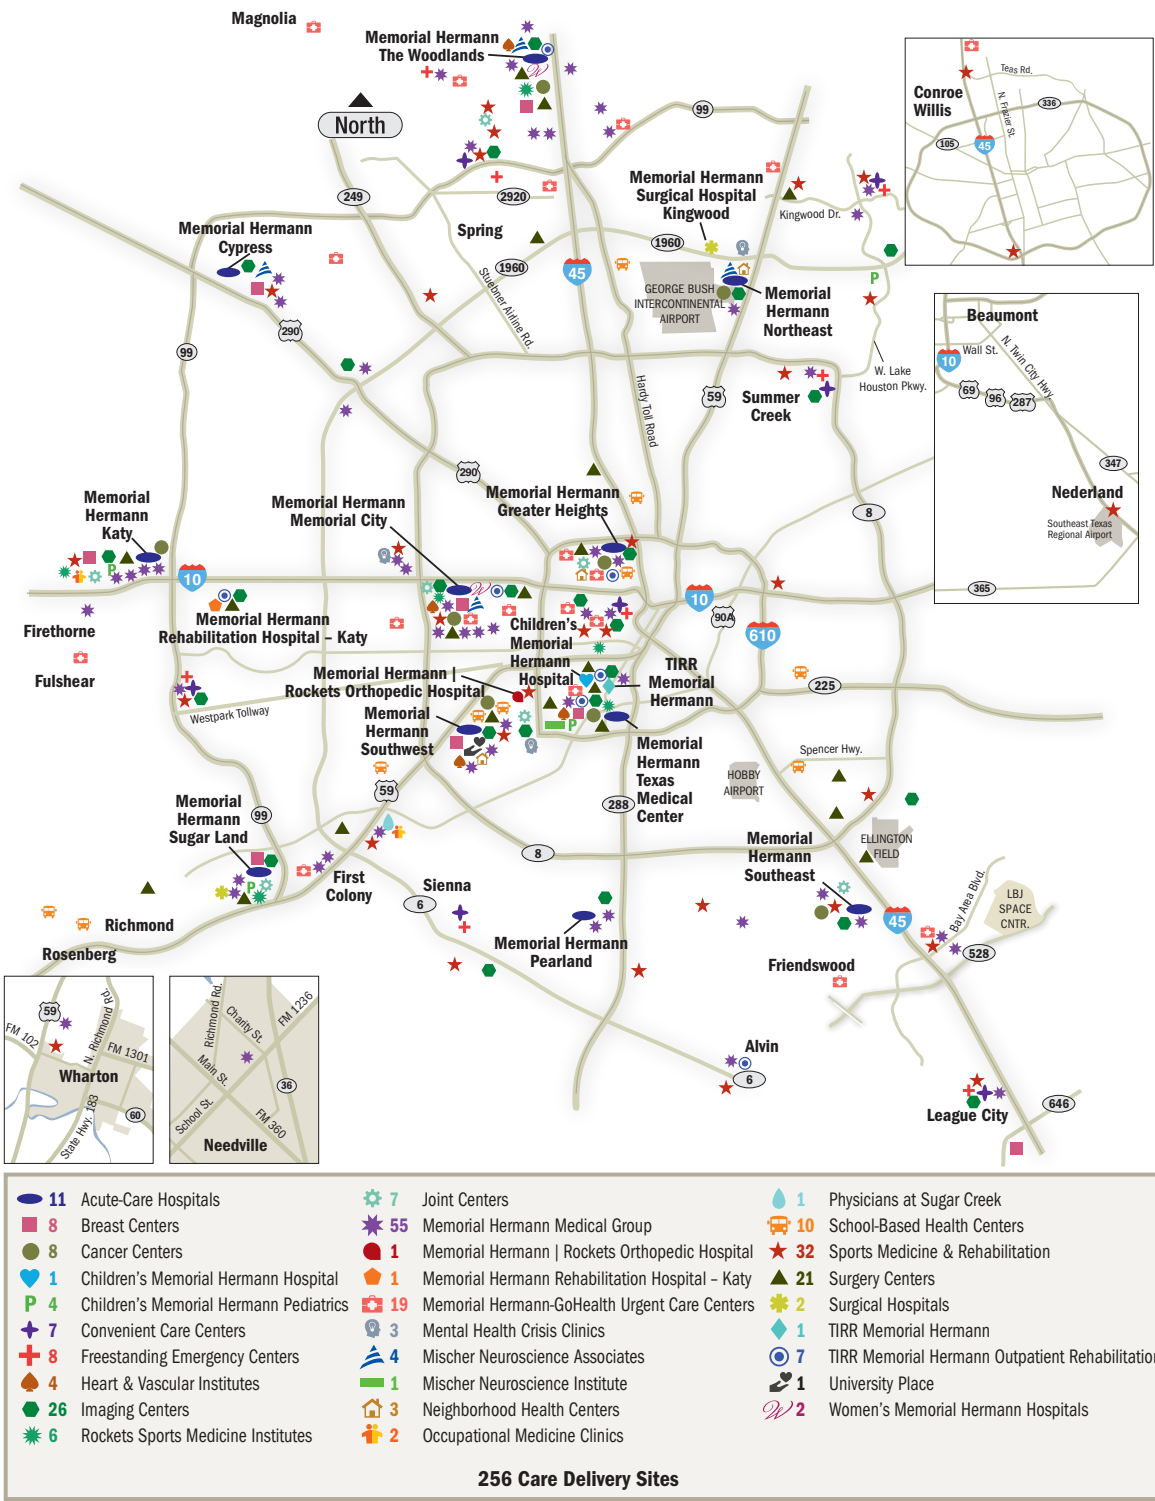 Magnolia
Memorial Hermann
The Woodlands
North
99
249
2920
Spring
1960
1960
45
Stuebner Airline Rd.
Hardy Toll Road
Memorial Hermann
Surgical Hospital
Kingwood
Kingwood Dr.
GEORGE BUSH
INTERCONTINENTAL
AIRPORT
Memorial
Hermann
Northeast
W. Lake
Houston Pkwy.
Conroe
Willis
Teas Rd.
N. Frazier St.
336
105
45
Beaumont
Wall St.
N. Twin City Hwy.
10
69
96
287
347
Nederland
Southeast Texas
Regional Airport
365
Memorial Hermann
Cypress
290
99
59
Summer
Creek
290
8
Memorial
Hermann
Katy
Memorial Hermann
Memorial City
Memorial Hermann
Greater Heights
10
10
90A
610
Memorial Hermann
Rehabilitation Hospital – Katy
Firethorne
Fulshear
Children's
Memorial
Hermann
Hospital
TIRR
Memorial
Hermann
225
Memorial Hermann |
Rockets Orthopedic Hospital
Westpark Tollway
Memorial
Hermann
Southwest
Memorial
Hermann
Texas
Medical
Center
Spencer Hwy.
HOBBY
AIRPORT
59
288
99
Memorial
Hermann
Sugar Land
8
Memorial
Hermann
Southeast
ELLINGTON
FIELD
First
Colony
Sienna
6
Richmond
Rosenberg
Memorial Hermann
Pearland
45
Bay Area Blvd.
LBJ
SPACE
CNTR.
528
Friendswood
Alvin
6
League City
646
59
FM 102
N. Richmond Rd.
FM 1301
Wharton
State Hwy. 183
60
Richmond Rd.
Charity St.
FM 1236
Main St.
School St.
36
FM 360
Needville
11 Acute-Care Hospitals
8 Breast Centers
8 Cancer Centers
1 Children's Memorial Hermann Hospital
P 4 Children's Memorial Hermann Pediatrics
7 Convenient Care Centers
8 Freestanding Emergency Centers
4 Heart & Vascular Institutes
26 Imaging Centers
6 Rockets Sports Medicine Institutes
7 Joint Centers
55 Memorial Hermann Medical Group
1 Memorial Hermann | Rockets Orthopedic Hospital
1 Memorial Hermann Rehabilitation Hospital – Katy
19 Memorial Hermann-GoHealth Urgent Care Centers
3 Mental Health Crisis Clinics
4 Mischer Neuroscience Associates
1 Mischer Neuroscience Institute
3 Neighborhood Health Centers
2 Occupational Medicine Clinics
1 Physicians at Sugar Creek
10 School-Based Health Centers
32 Sports Medicine & Rehabilitation
21 Surgery Centers
2 Surgical Hospitals
1 TIRR Memorial Hermann
7 TIRR Memorial Hermann Outpatient Rehabilitation
1 University Place
W 2 Women's Memorial Hermann Hospitals
256 Care Delivery Sites